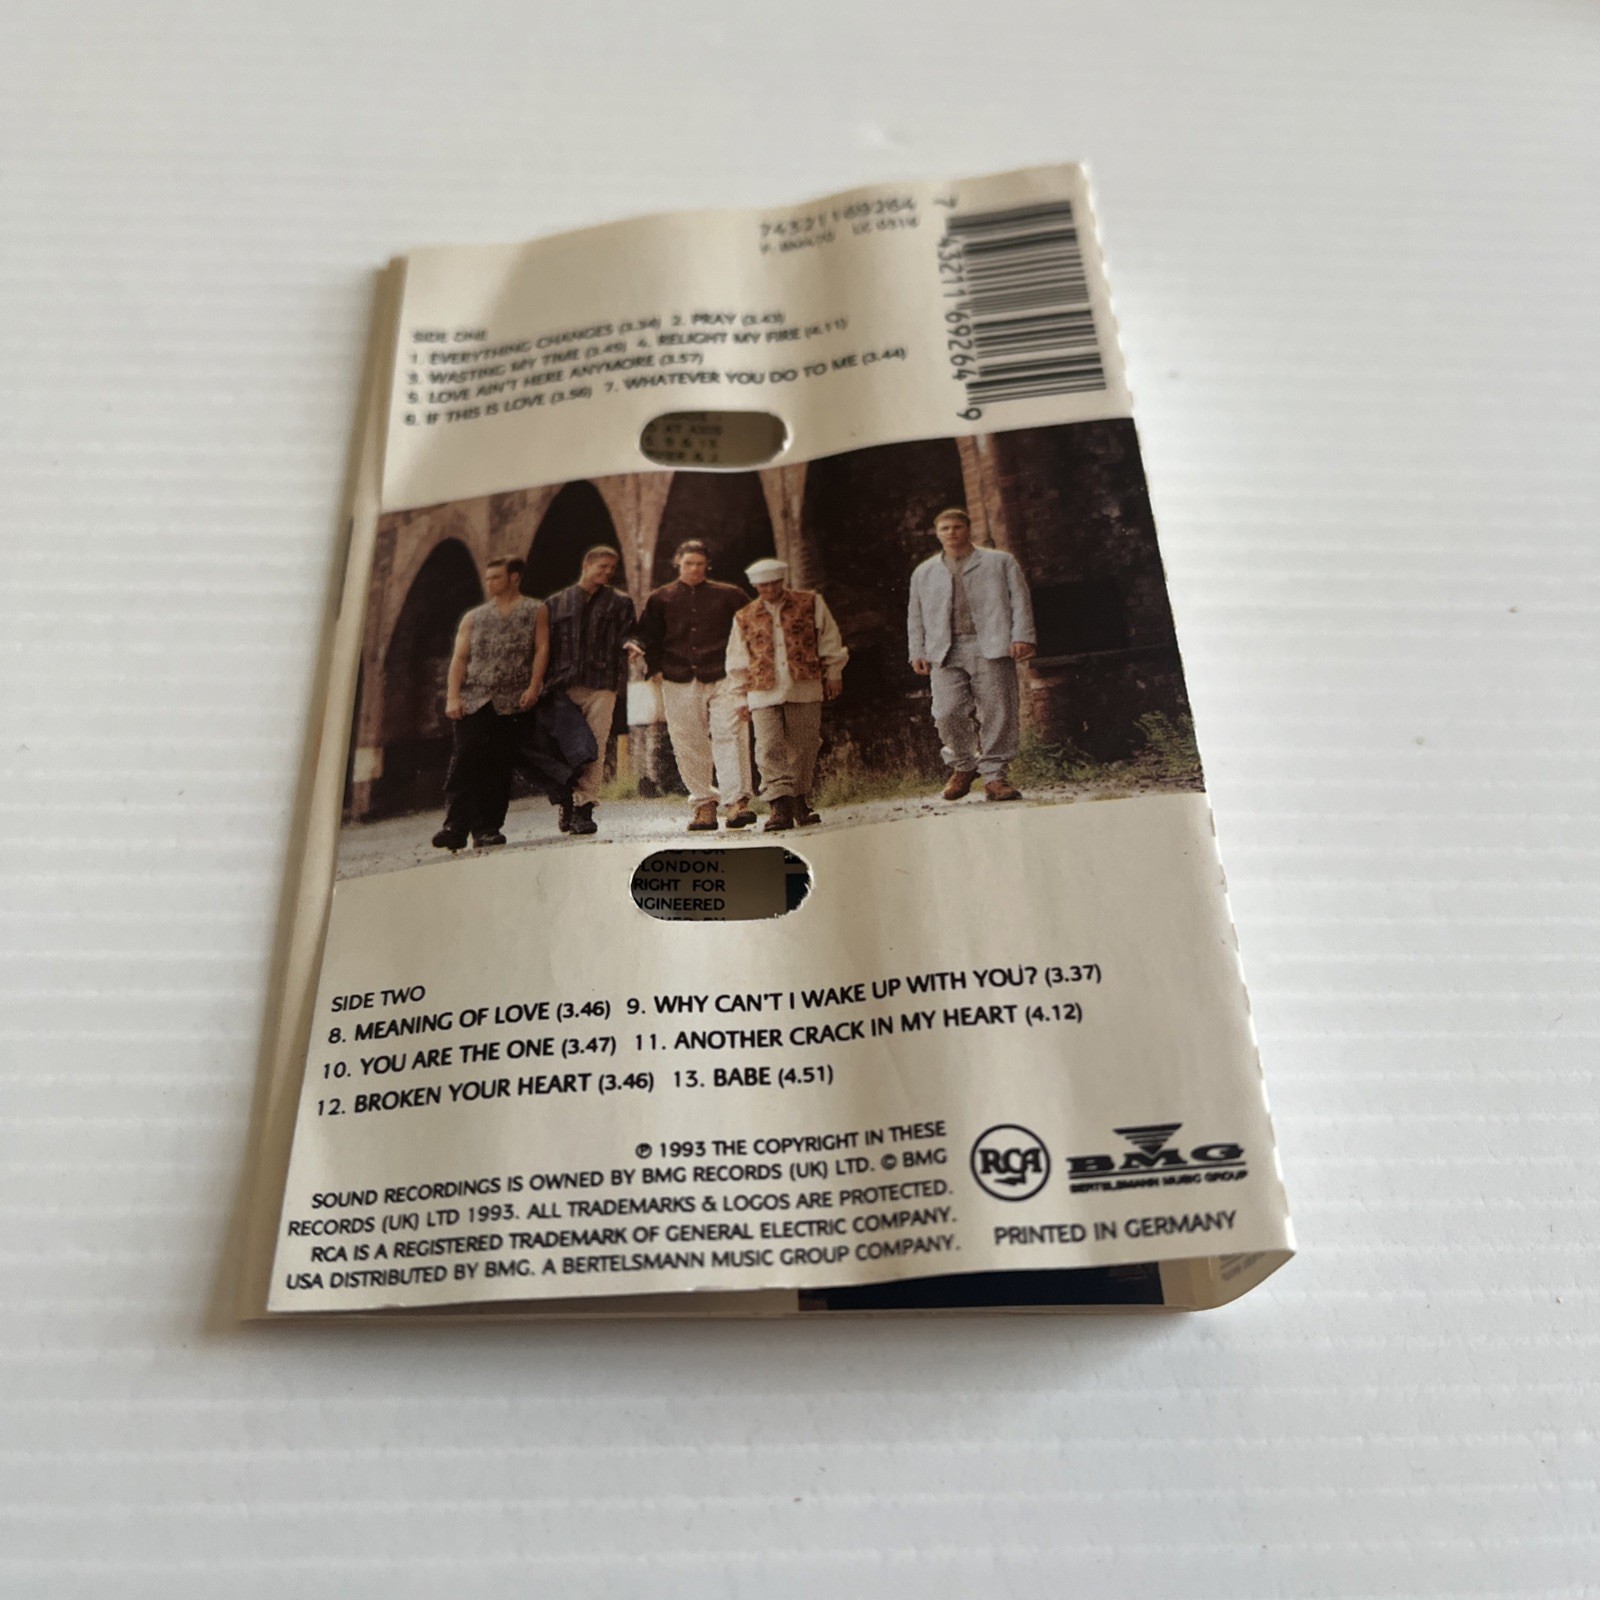 74321169264
LC 0316
7 43211 69264 9
SIDE ONE
1. EVERYTHING CHANGES (3.34) 2. PRAY (3.43)
3. WASTING MY TIME (3.45) 4. RELIGHT MY FIRE (4.11)
5. LOVE AIN'T HERE ANYMORE (3.57)
6. IF THIS IS LOVE (3.56) 7. WHATEVER YOU DO TO ME (3.44)
LONDON.
RIGHT FOR
NGINEERED
SIDE TWO
8. MEANING OF LOVE (3.46) 9. WHY CAN'T I WAKE UP WITH YOU? (3.37)
10. YOU ARE THE ONE (3.47) 11. ANOTHER CRACK IN MY HEART (4.12)
12. BROKEN YOUR HEART (3.46) 13. BABE (4.51)
℗ 1993 THE COPYRIGHT IN THESE
SOUND RECORDINGS IS OWNED BY BMG RECORDS (UK) LTD. © BMG
RECORDS (UK) LTD 1993. ALL TRADEMARKS & LOGOS ARE PROTECTED.
RCA IS A REGISTERED TRADEMARK OF GENERAL ELECTRIC COMPANY.
USA DISTRIBUTED BY BMG. A BERTELSMANN MUSIC GROUP COMPANY.
RCA
BMG
BERTELSMANN MUSIC GROUP
PRINTED IN GERMANY